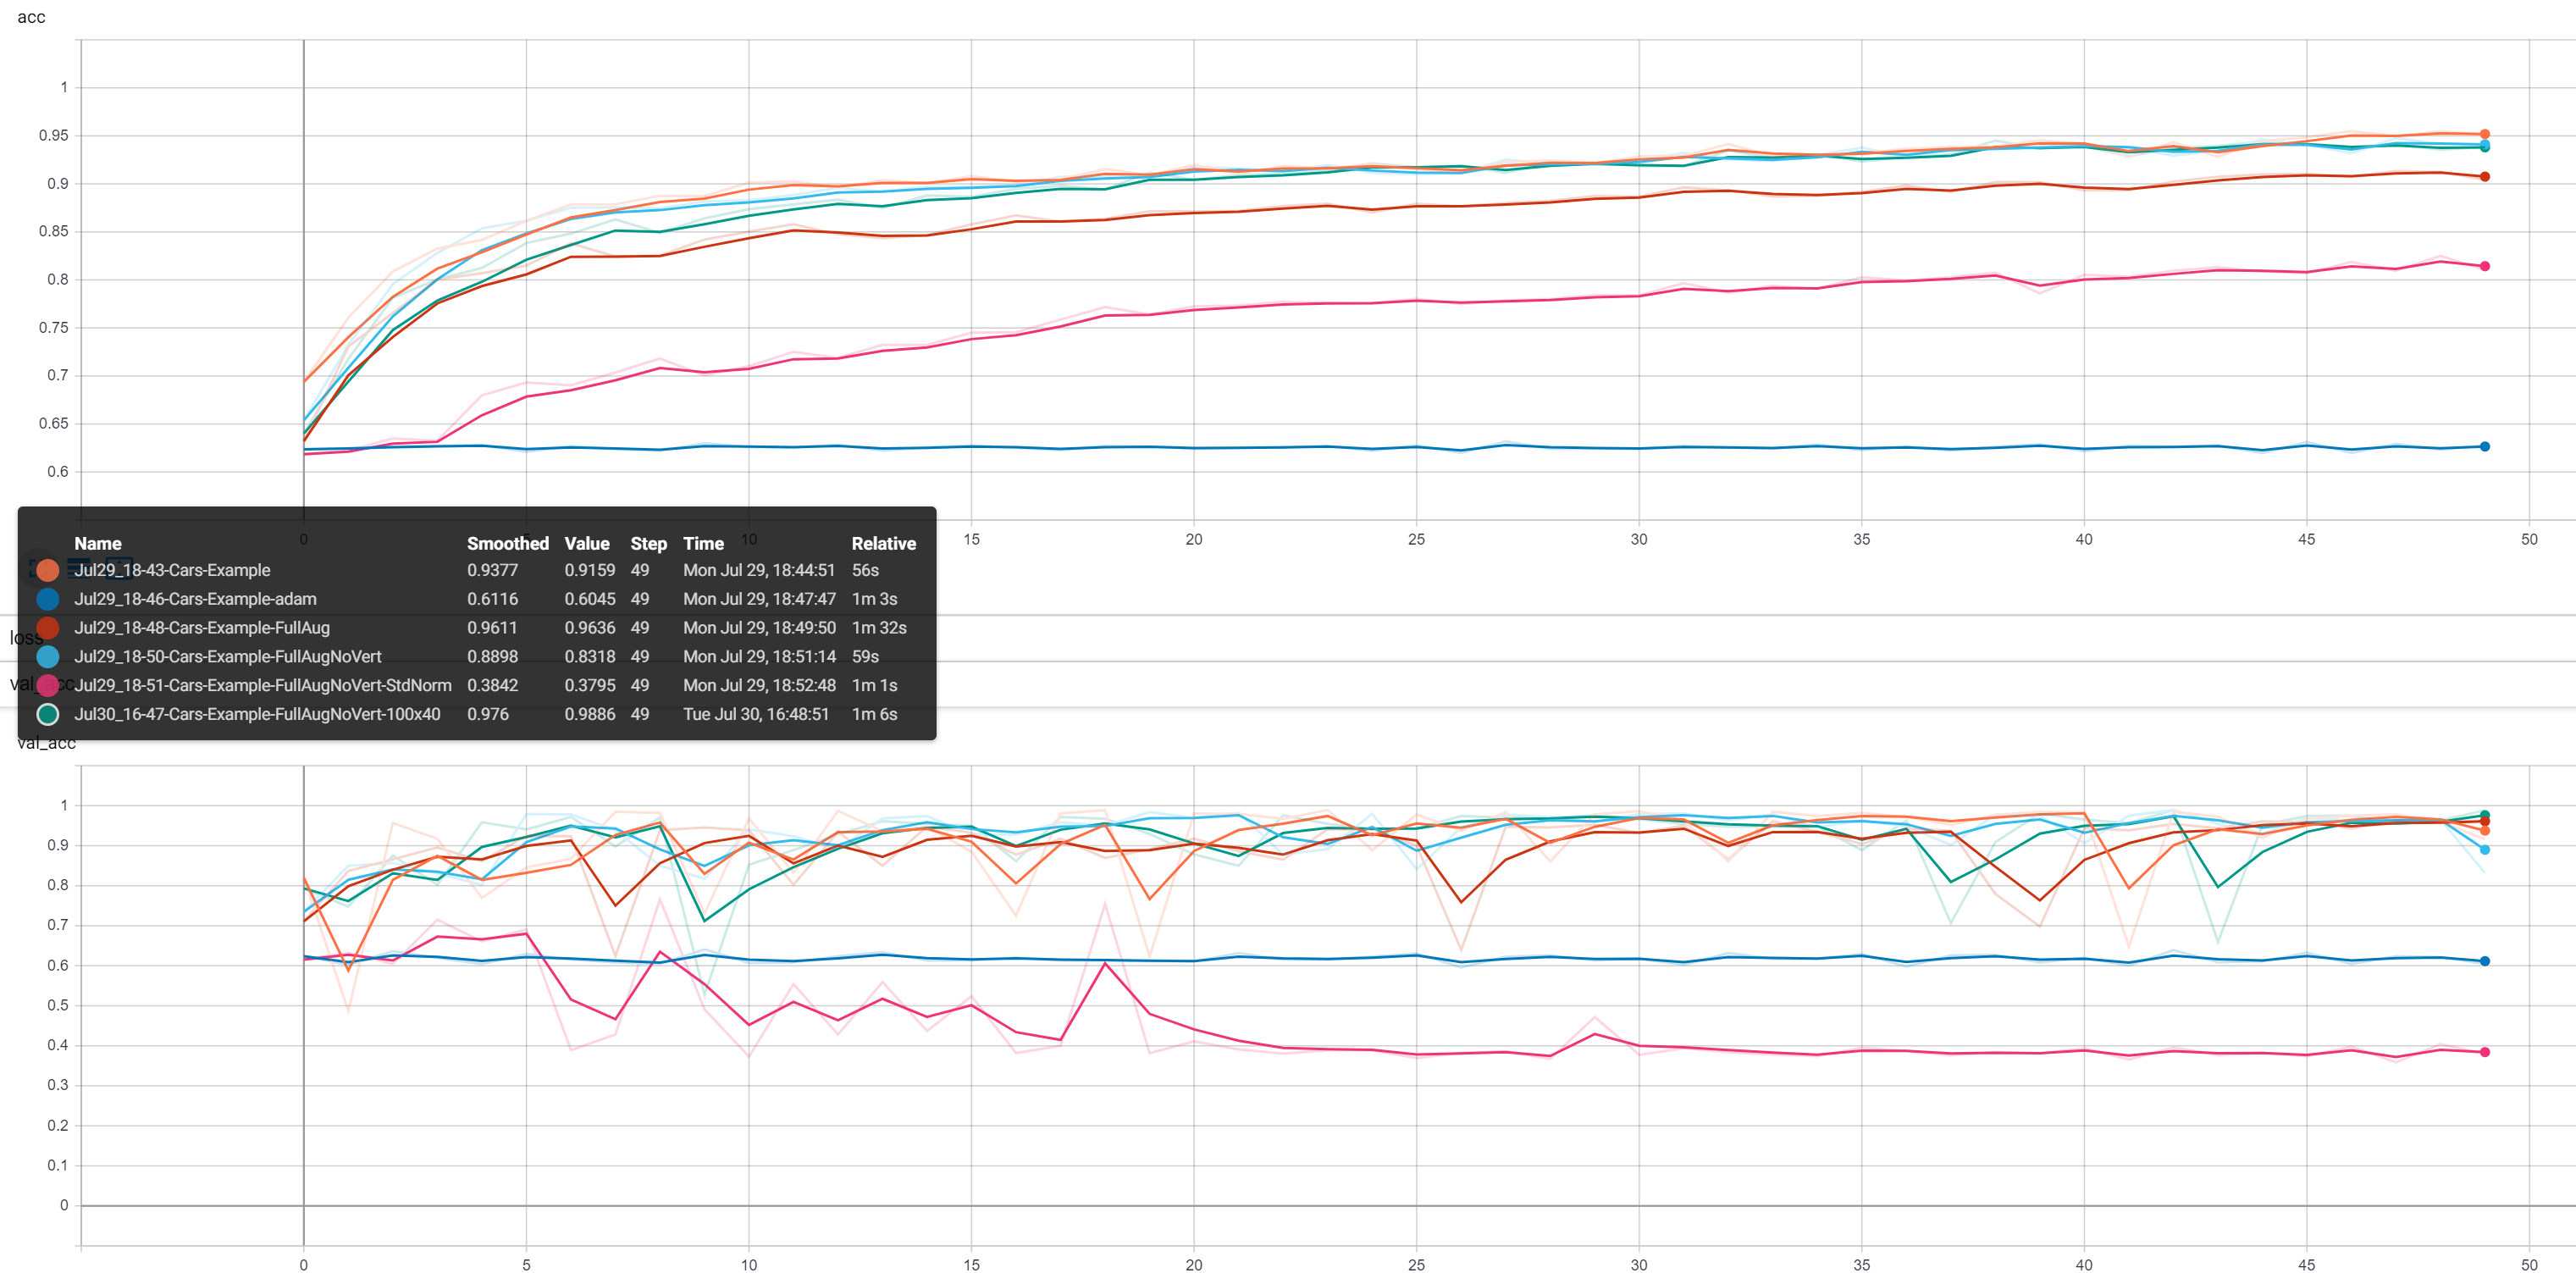 acc
1
0.95
0.9
0.85
0.8
0.75
0.7
0.65
0.6
0 5 10 15 20 25 30 35 40 45 50
Name Smoothed Value Step Time Relative
Jul29_18-43-Cars-Example 0.9377 0.9159 49 Mon Jul 29, 18:44:51 56s
Jul29_18-46-Cars-Example-adam 0.6116 0.6045 49 Mon Jul 29, 18:47:47 1m 3s
loss
Jul29_18-48-Cars-Example-FullAug 0.9611 0.9636 49 Mon Jul 29, 18:49:50 1m 32s
Jul29_18-50-Cars-Example-FullAugNoVert 0.8898 0.8318 49 Mon Jul 29, 18:51:14 59s
val_acc
Jul29_18-51-Cars-Example-FullAugNoVert-StdNorm 0.3842 0.3795 49 Mon Jul 29, 18:52:48 1m 1s
Jul30_16-47-Cars-Example-FullAugNoVert-100x40 0.976 0.9886 49 Tue Jul 30, 16:48:51 1m 6s
val_acc
1
0.9
0.8
0.7
0.6
0.5
0.4
0.3
0.2
0.1
0
0 5 10 15 20 25 30 35 40 45 50